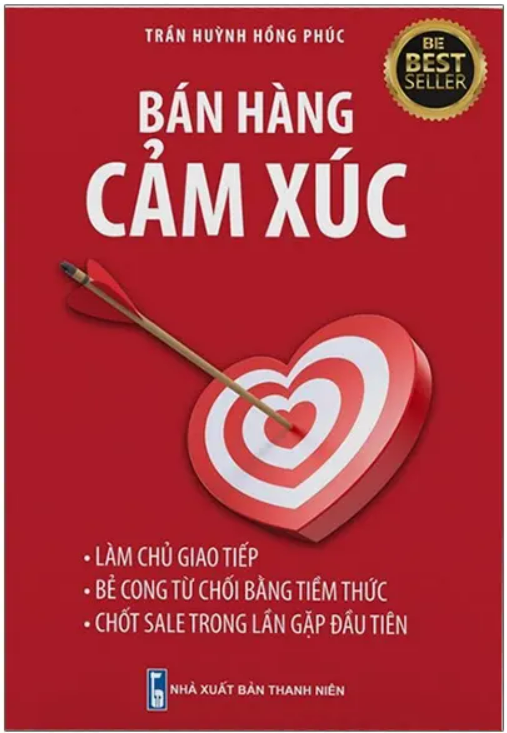 TRẦN HUỲNH HỒNG PHÚC
BE
BEST
SELLER
BÁN HÀNG
CẢM XÚC
• LÀM CHỦ GIAO TIẾP
• BẺ CONG TỪ CHỐI BẰNG TIỀM THỨC
• CHỐT SALE TRONG LẦN GẶP ĐẦU TIÊN
NHÀ XUẤT BẢN THANH NIÊN